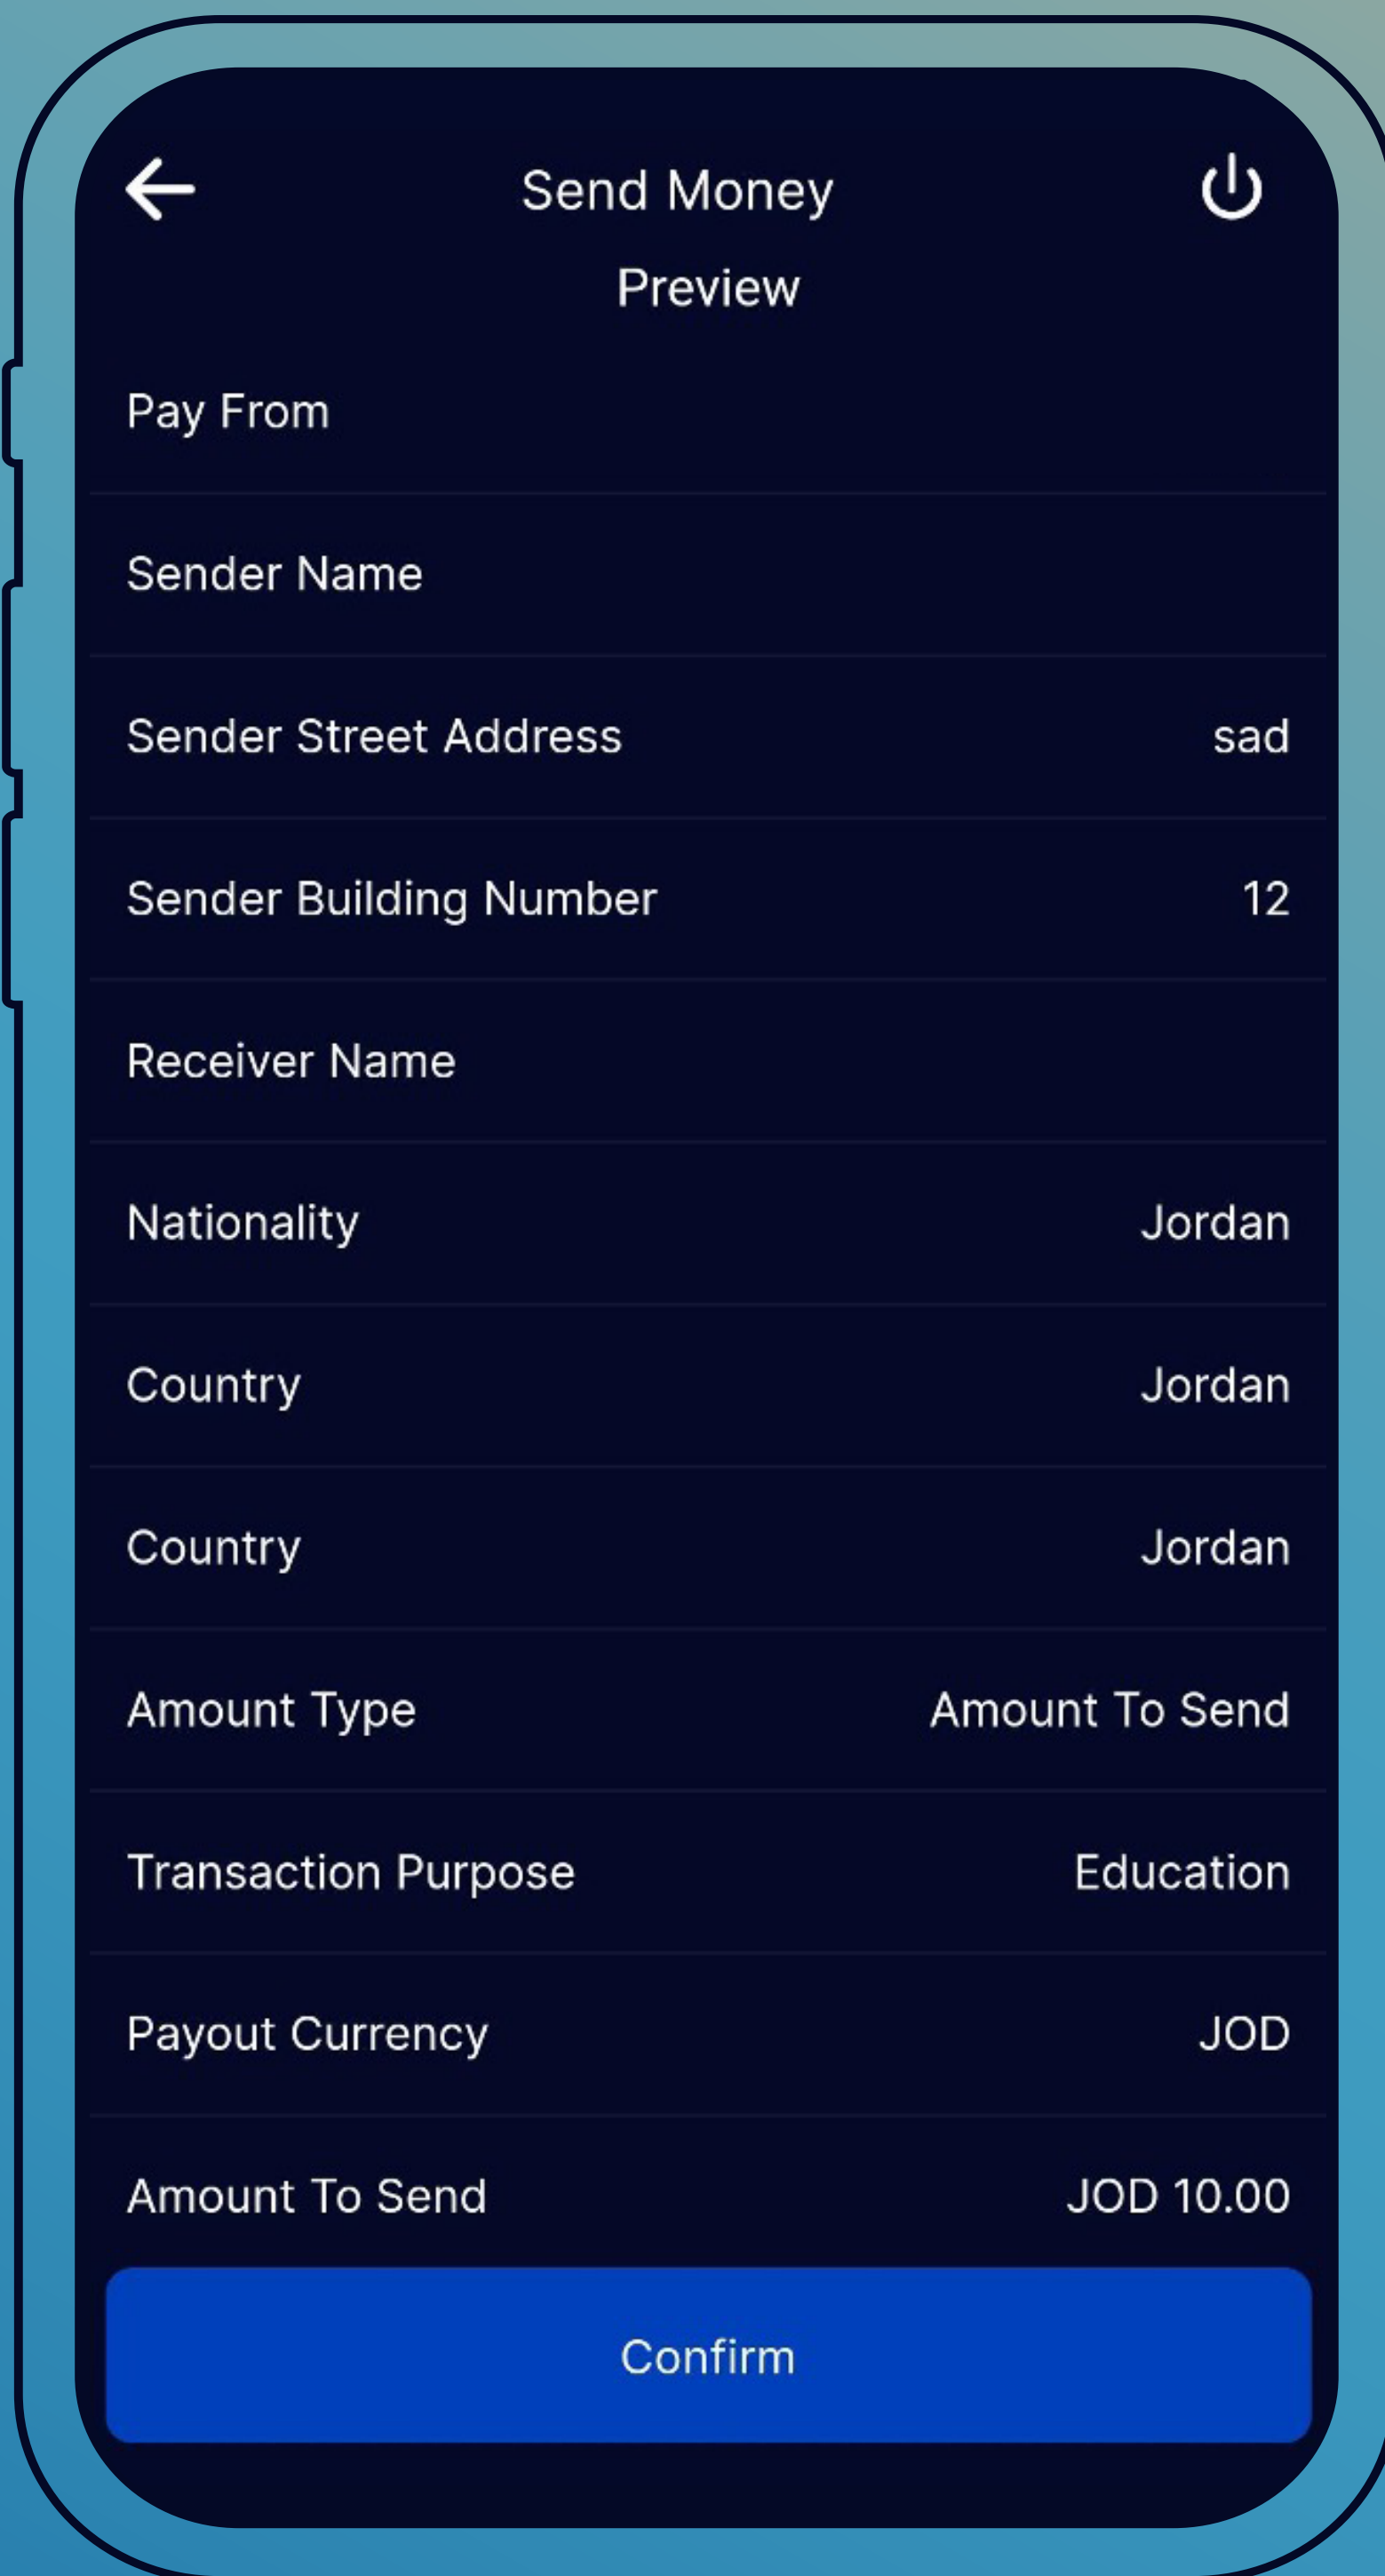 Send Money
Preview
Pay From
Sender Name
Sender Street Address sad
Sender Building Number 12
Receiver Name
Nationality Jordan
Country Jordan
Country Jordan
Amount Type Amount To Send
Transaction Purpose Education
Payout Currency JOD
Amount To Send JOD 10.00
Confirm